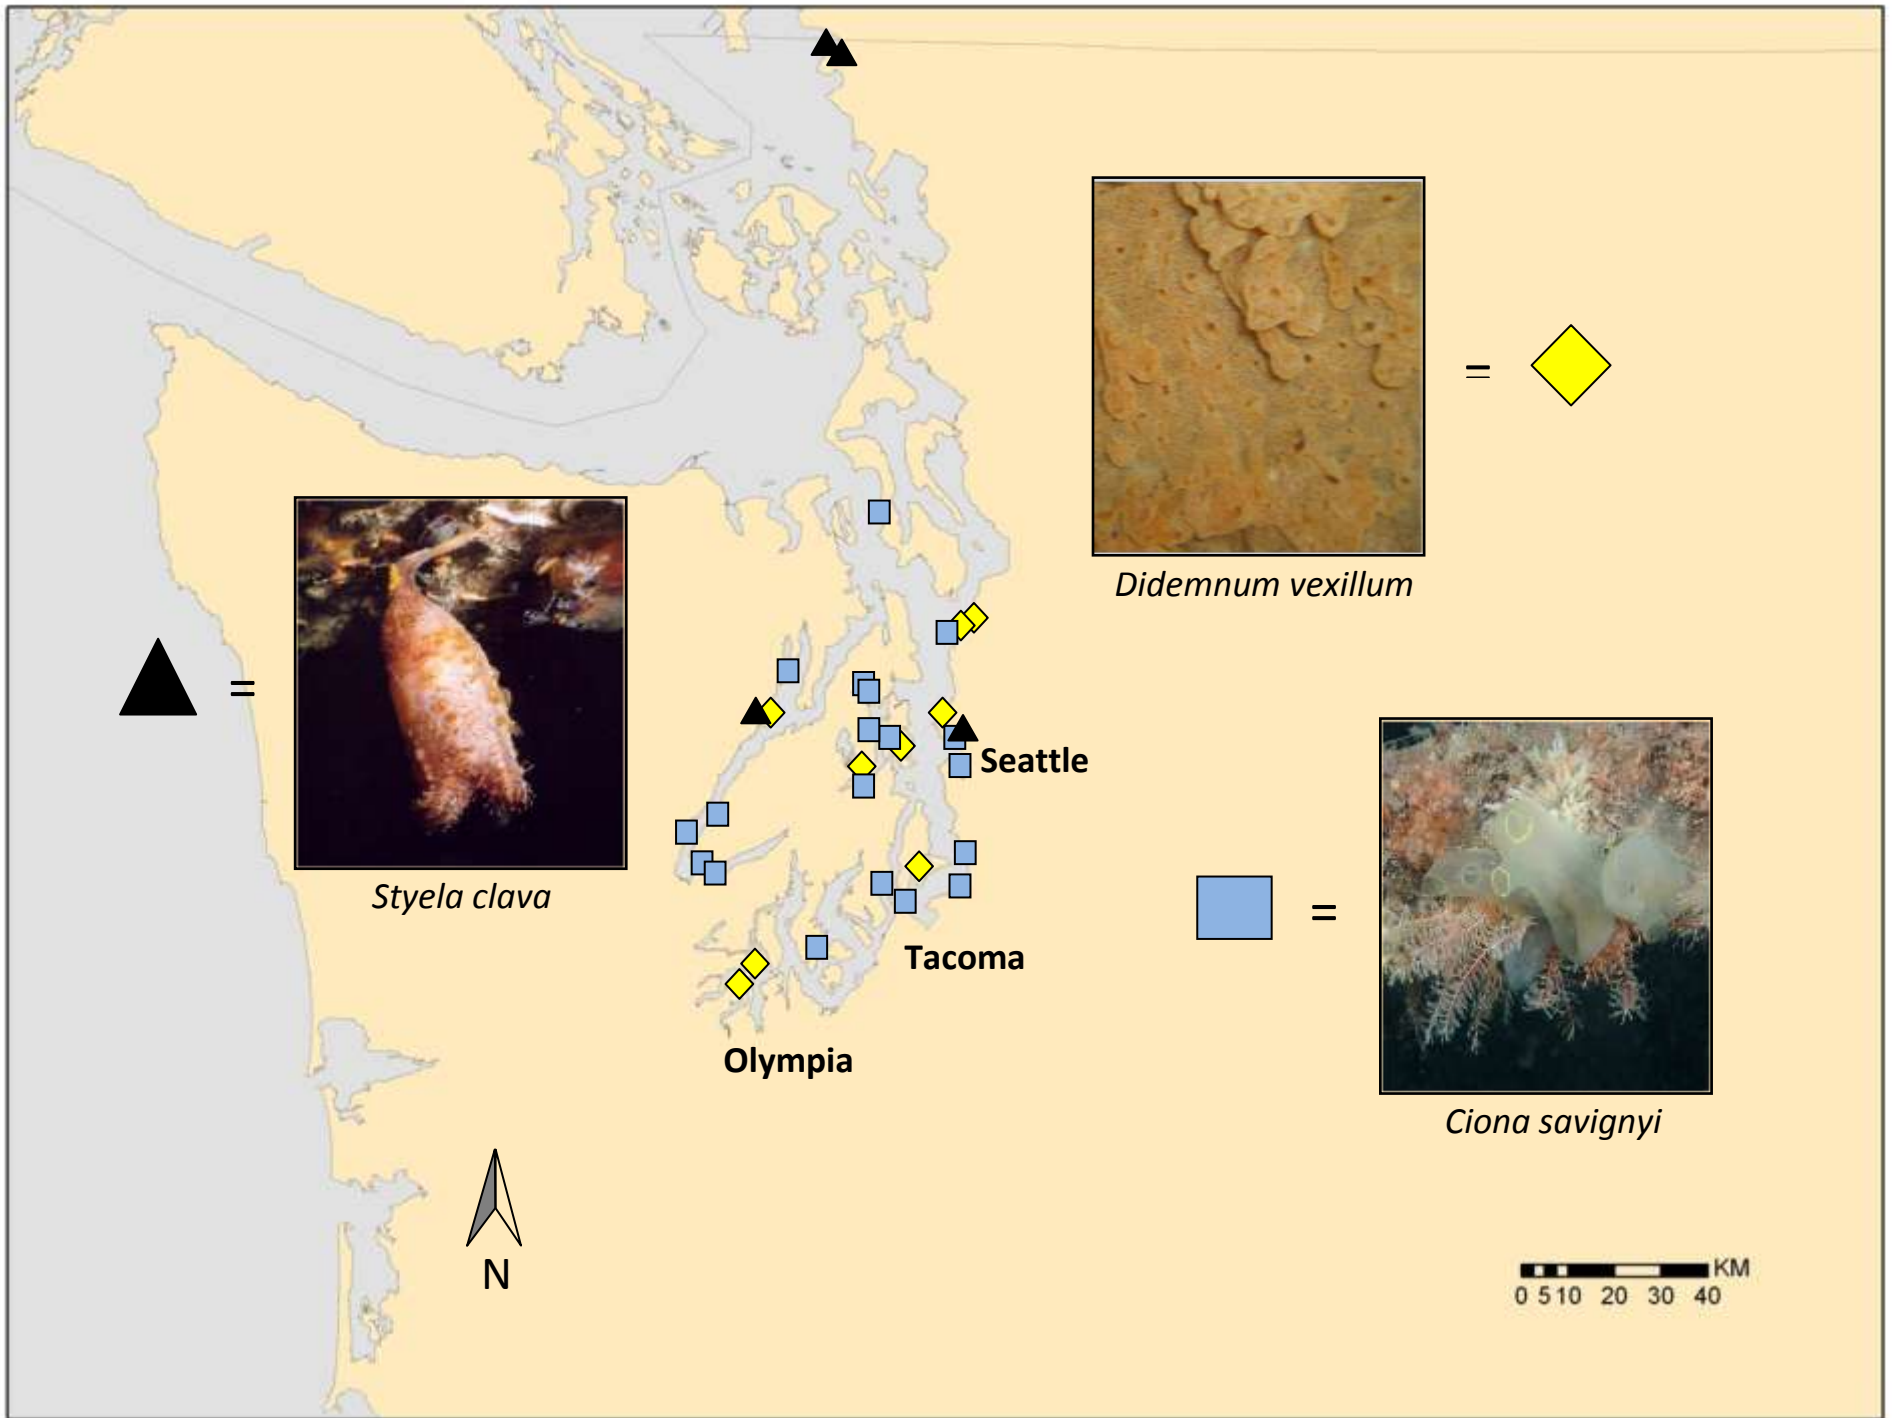 Didemnum vexillum
=
Styela clava
=
Seattle
Tacoma
Olympia
=
Ciona savignyi
N
KM
0 5 10 20 30 40